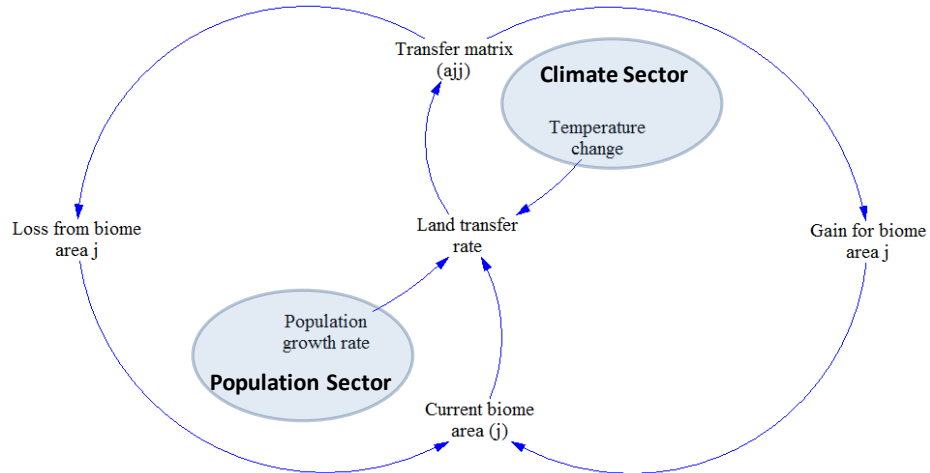 Transfer matrix
(ajj)
Climate Sector
Temperature
change
Loss from biome
area j
Land transfer
rate
Gain for biome
area j
Population
growth rate
Population Sector
Current biome
area (j)